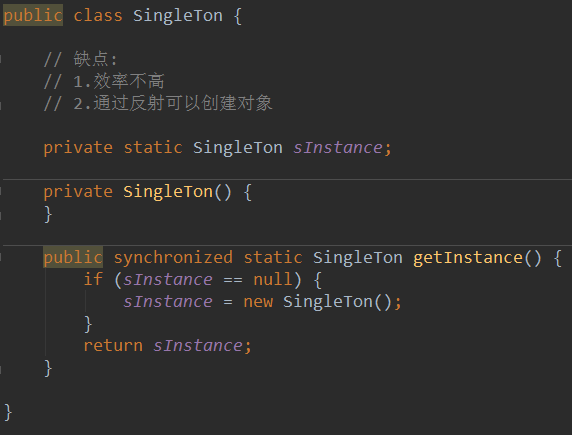 public class SingleTon {
// 缺点:
// 1.效率不高
// 2.通过反射可以创建对象
private static SingleTon sInstance;
private SingleTon() {
}
public synchronized static SingleTon getInstance() {
if (sInstance == null) {
sInstance = new SingleTon();
}
return sInstance;
}
}